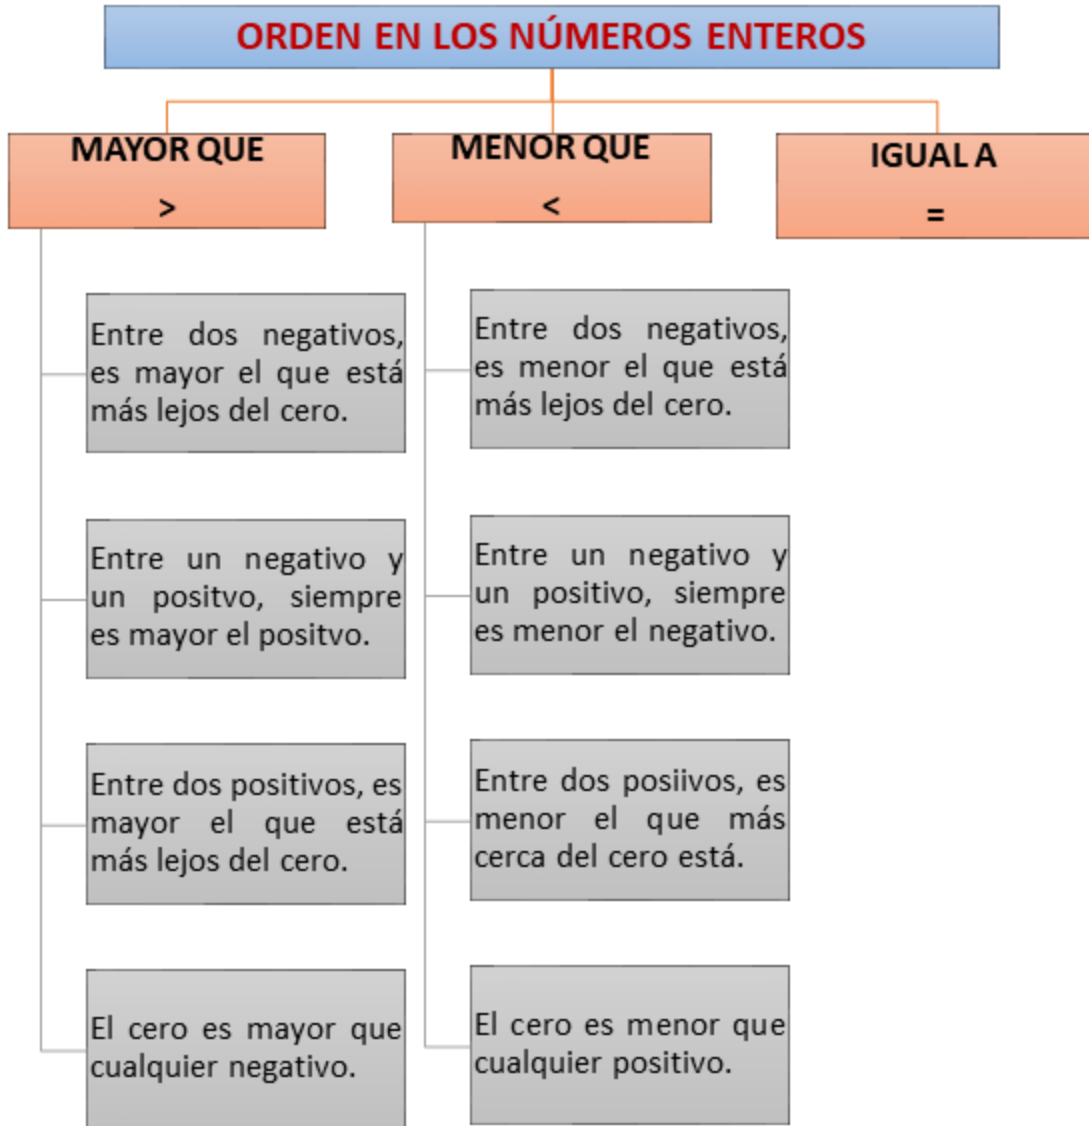 ORDEN EN LOS NÚMEROS ENTEROS
MAYOR QUE
>
Entre dos negativos,
es mayor el que está
más lejos del cero.
Entre un negativo y
un positvo, siempre
es mayor el positvo.
Entre dos positivos, es
mayor el que está
más lejos del cero.
El cero es mayor que
cualquier negativo.
MENOR QUE
<
Entre dos negativos,
es menor el que está
más lejos del cero.
Entre un negativo y
un positivo, siempre
es menor el negativo.
Entre dos posiivos, es
menor el que más
cerca del cero está.
El cero es menor que
cualquier positivo.
IGUAL A
=